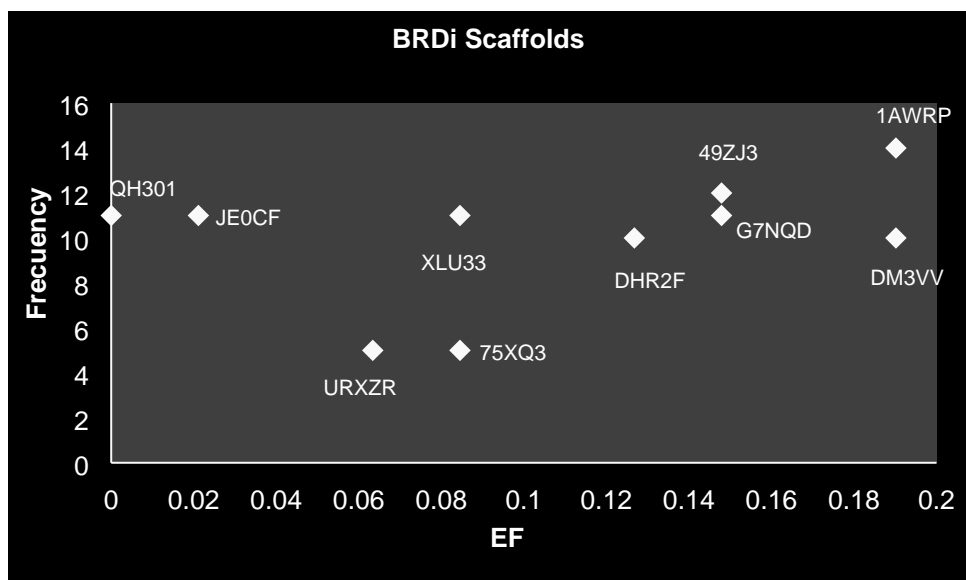 BRDi Scaffolds
Frecuency
16
14
12
10
8
6
4
2
0
1AWRP
49ZJ3
QH301
JE0CF
G7NQD
XLU33
DHR2F
DM3VV
75XQ3
URXZR
0 0.02 0.04 0.06 0.08 0.1 0.12 0.14 0.16 0.18 0.2
EF